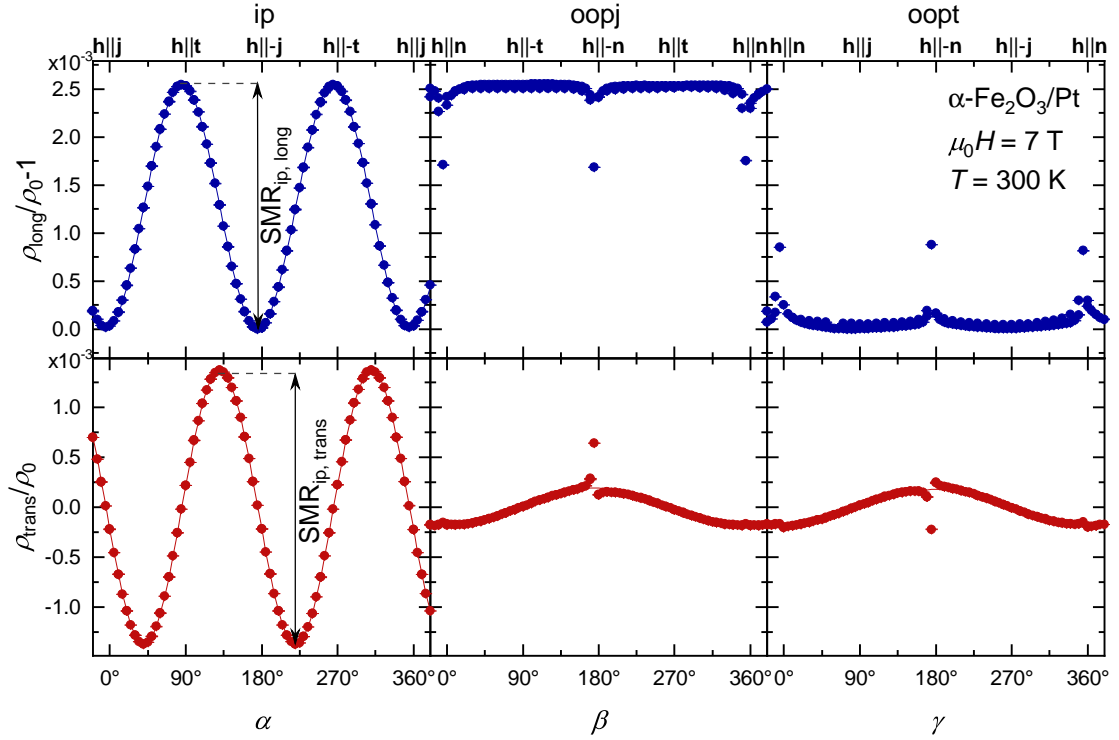 ip oopj oopt
h||j h||t h||-j h||-t h||j h||n h||-t h||-n h||t h||n h||n h||j h||-n h||-j h||n
x10⁻³
2.5
2.0
1.5
1.0
0.5
0.0
ρlong/ρ0-1
SMRip, long
α-Fe₂O₃/Pt
μ₀H = 7 T
T = 300 K
x10⁻³
1.0
0.5
0.0
-0.5
-1.0
ρtrans/ρ0
SMRip, trans
0° 90° 180° 270° 360° 0° 90° 180° 270° 360° 0° 90° 180° 270° 360°
α β γ